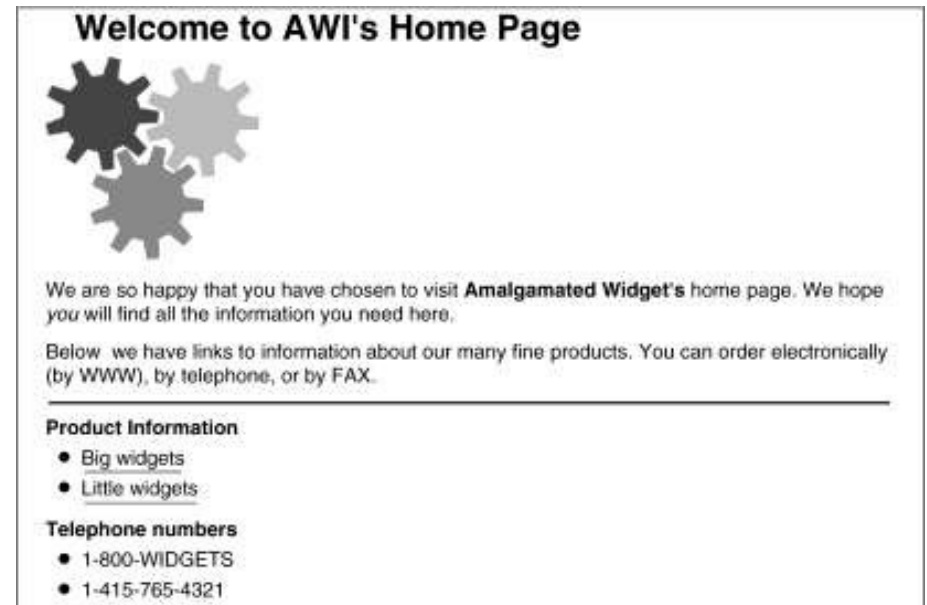 Welcome to AWI's Home Page
We are so happy that you have chosen to visit Amalgamated Widget's home page. We hope
you will find all the information you need here.
Below we have links to information about our many fine products. You can order electronically
(by WWW), by telephone, or by FAX.
Product Information
Big widgets
Little widgets
Telephone numbers
1-800-WIDGETS
1-415-765-4321